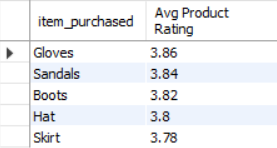 item_purchased Avg Product Rating
Gloves 3.86
Sandals 3.84
Boots 3.82
Hat 3.8
Skirt 3.78